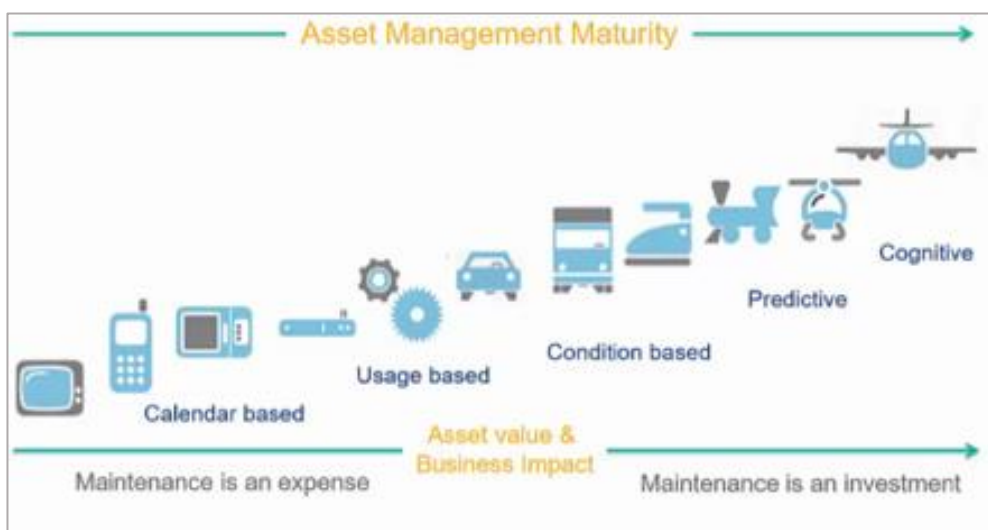 Asset Management Maturity
Cognitive
Predictive
Condition based
Usage based
Calendar based
Asset value &
Business Impact
Maintenance is an expense
Maintenance is an investment